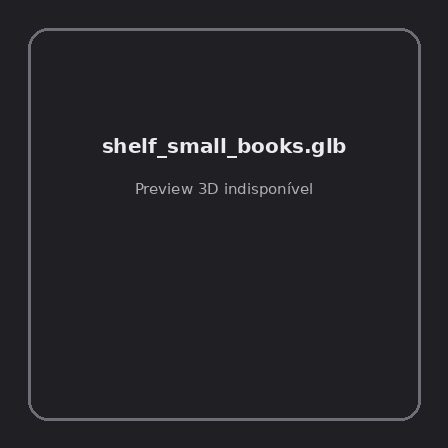 shelf_small_books.glb
Preview 3D indisponível